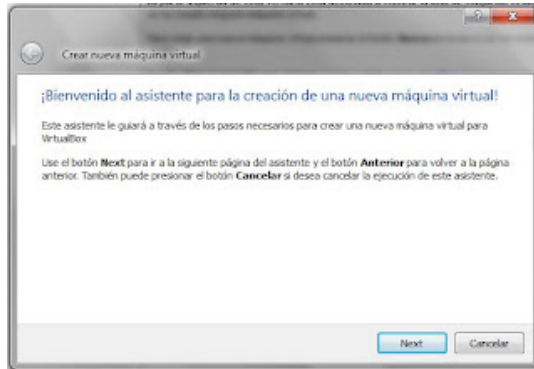 Crear nueva máquina virtual
¡Bienvenido al asistente para la creación de una nueva máquina virtual!
Este asistente le guiará a través de los pasos necesarios para crear una nueva máquina virtual para
VirtualBox
Use el botón Next para ir a la siguiente página del asistente y el botón Anterior para volver a la página
anterior. También puede presionar el botón Cancelar si desea cancelar la ejecución de este asistente.
Next
Cancelar